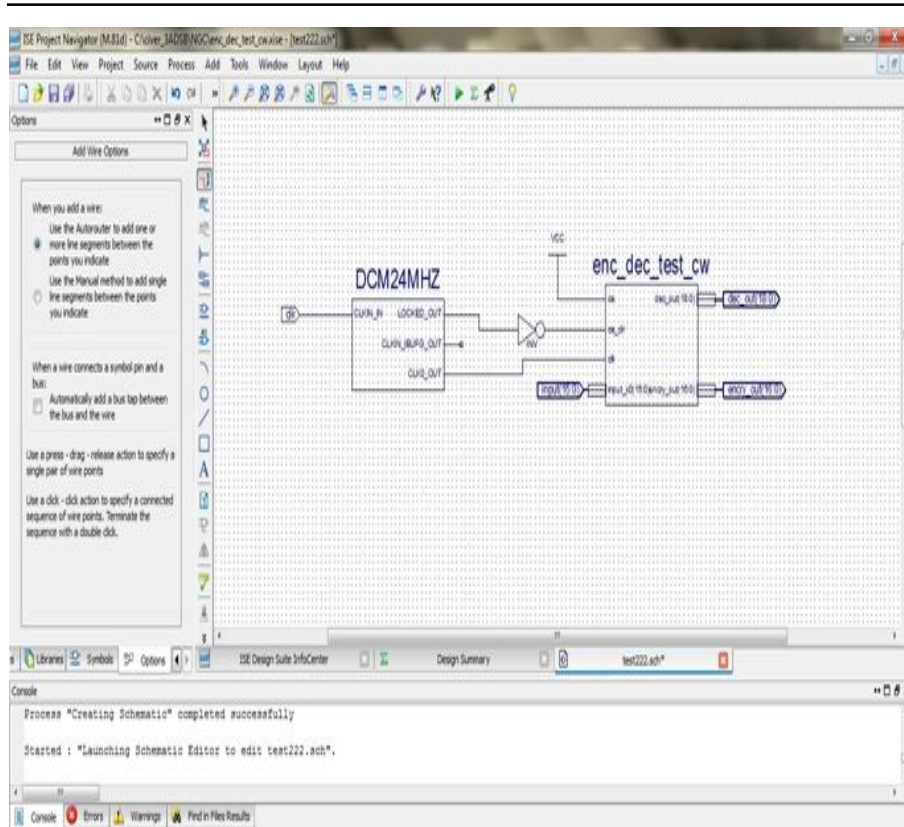 ISE Project Navigator (M.81d) - C:\oiver_3ADSB\NGC\enc_dec_test_cw.xise - [test222.sch*]
File Edit View Project Source Process Add Tools Window Layout Help
Options
Add Wire Options
When you add a wire:
Use the Autorouter to add one or
more line segments between the
points you indicate
Use the Manual method to add single
line segments between the points
you indicate
When a wire connects a symbol pin and a
bus:
Automatically add a bus tap between
the bus and the wire
Use a press - drag - release action to specify a
single pair of wire points
Use a click - click action to specify a connected
sequence of wire points. Terminate the
sequence with a double click.
VCC
enc_dec_test_cw
DCM24MHZ
clk
CLKIN_IN LOCKED_OUT
CLKIN_IBUFG_OUT
CLK0_OUT
INV
ce
dec_out(16:0)
dec_out(16:0)
ce_clr
clk
input(16:0)
encry_out(16:0)
encry_out(16:0)
Libraries Symbols Options
ISE Design Suite InfoCenter
Design Summary
test222.sch*
Console
Process "Creating Schematic" completed successfully
Started : "Launching Schematic Editor to edit test222.sch".
Console Errors Warnings Find in Files Results